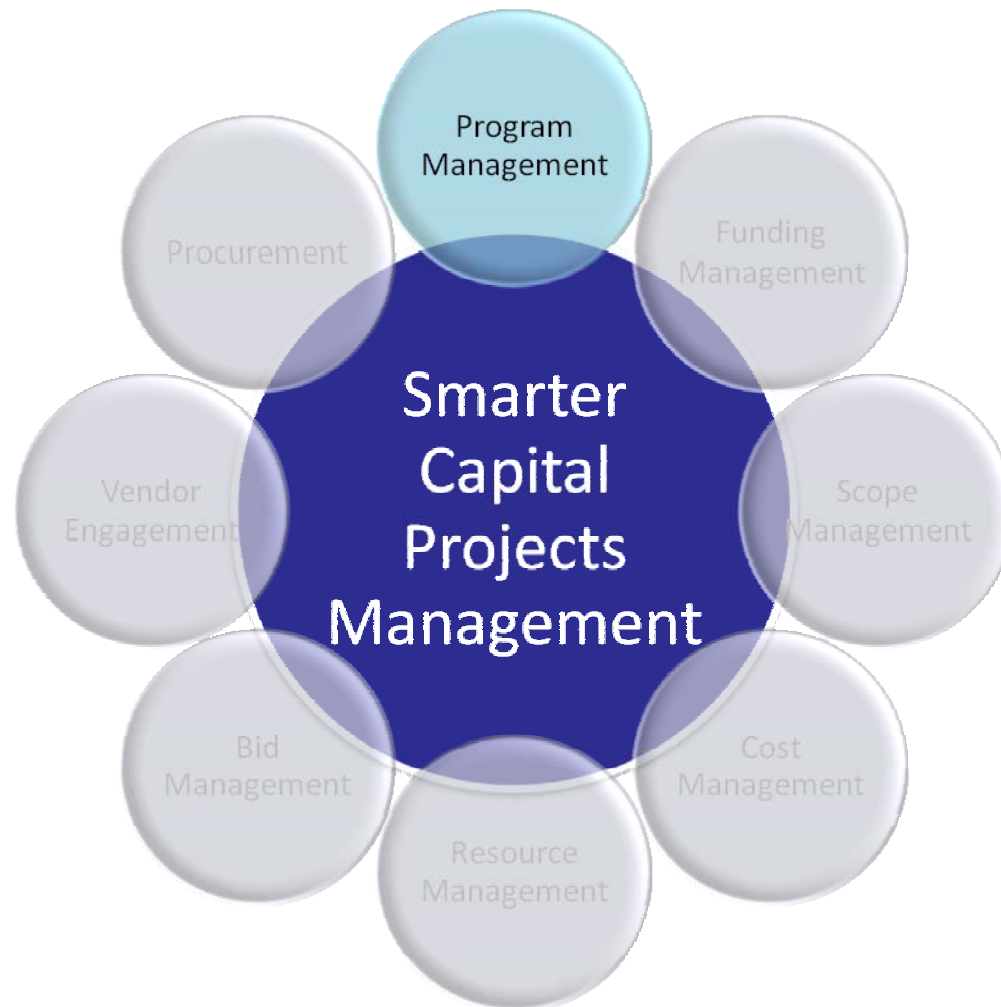 Program
Management
Funding
Management
Scope
Management
Cost
Management
Resource
Management
Bid
Management
Vendor
Engagement
Procurement
Smarter
Capital
Projects
Management